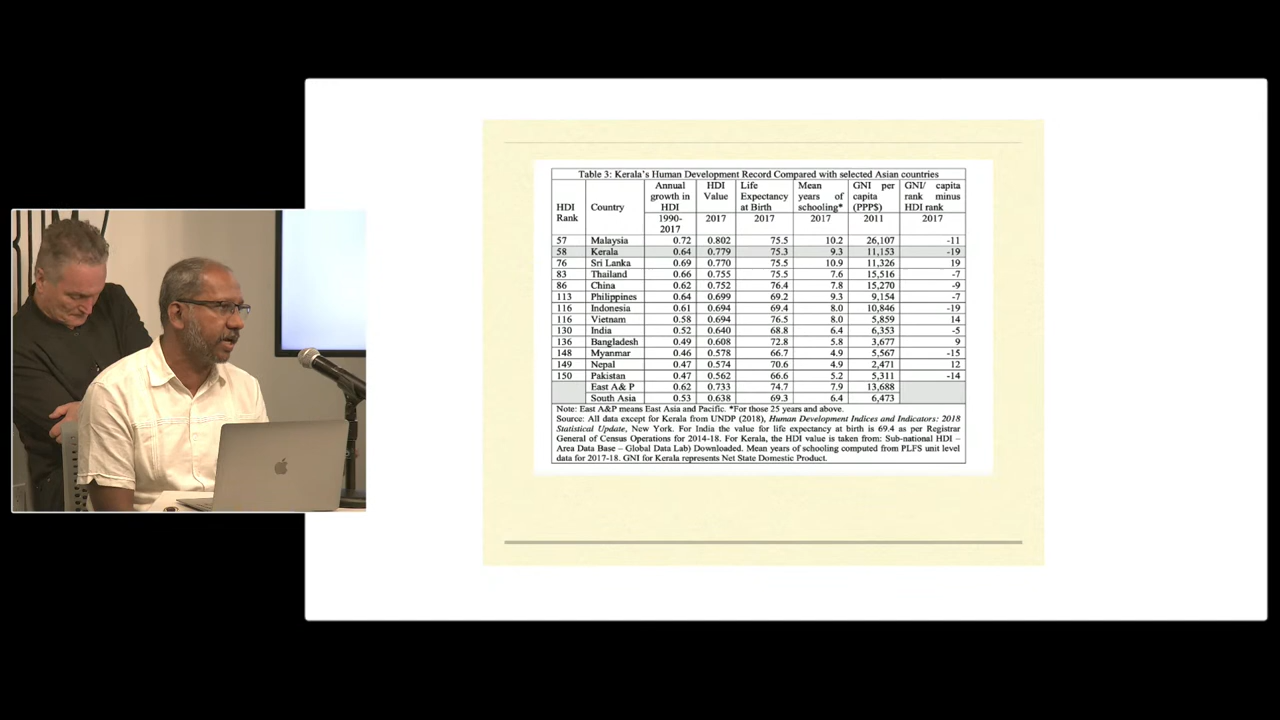 Table 3: Kerala's Human Development Record Compared with selected Asian countries
HDI Rank Country Annual growth in HDI HDI Value Life Expectancy at Birth Mean years of schooling* GNI per capita (PPP$) GNI/ capita rank minus HDI rank
1990-2017 2017 2017 2017 2011 2017
57 Malaysia 0.72 0.802 75.5 10.2 26,107 -11
58 Kerala 0.64 0.779 75.3 9.3 11,153 -19
76 Sri Lanka 0.69 0.770 75.5 10.9 11,326 19
83 Thailand 0.66 0.755 75.5 7.6 15,516 -7
86 China 0.62 0.752 76.4 7.8 15,270 -9
113 Philippines 0.64 0.699 69.2 9.3 9,154 -7
116 Indonesia 0.61 0.694 69.4 8.0 10,846 -19
116 Vietnam 0.58 0.694 76.5 8.0 5,859 14
130 India 0.52 0.640 68.8 6.4 6,353 -5
136 Bangladesh 0.49 0.608 72.8 5.8 3,677 9
148 Myanmar 0.46 0.578 66.7 4.9 5,567 -15
149 Nepal 0.47 0.574 70.6 4.9 2,471 12
150 Pakistan 0.47 0.562 66.6 5.2 5,311 -14
East A& P 0.62 0.733 74.7 7.9 13,688
South Asia 0.53 0.638 69.3 6.4 6,473
Note: East A&P means East Asia and Pacific. *For those 25 years and above.
Source: All data except for Kerala from UNDP (2018), Human Development Indices and Indicators: 2018
Statistical Update, New York. For India the value for life expectancy at birth is 69.4 as per Registrar
General of Census Operations for 2014-18. For Kerala, the HDI value is taken from: Sub-national HDI –
Area Data Base – Global Data Lab) Downloaded. Mean years of schooling computed from PLFS unit level
data for 2017-18. GNI for Kerala represents Net State Domestic Product.